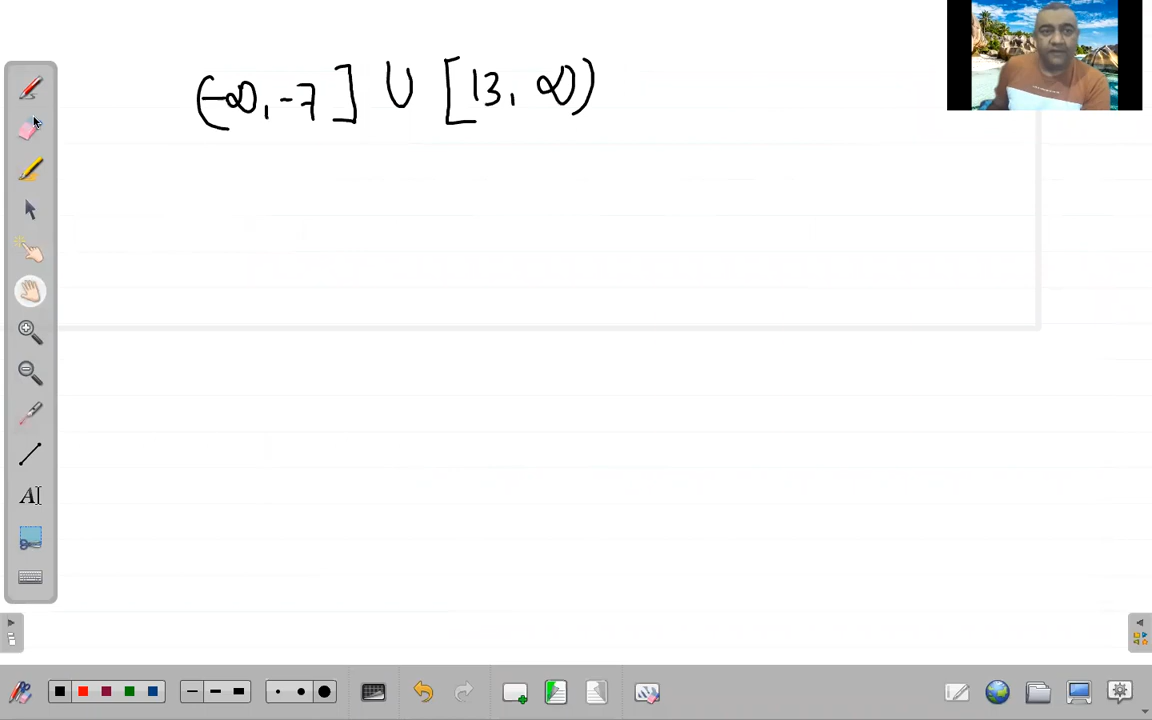 (-∞, -7] ∪ [13, ∞)
A